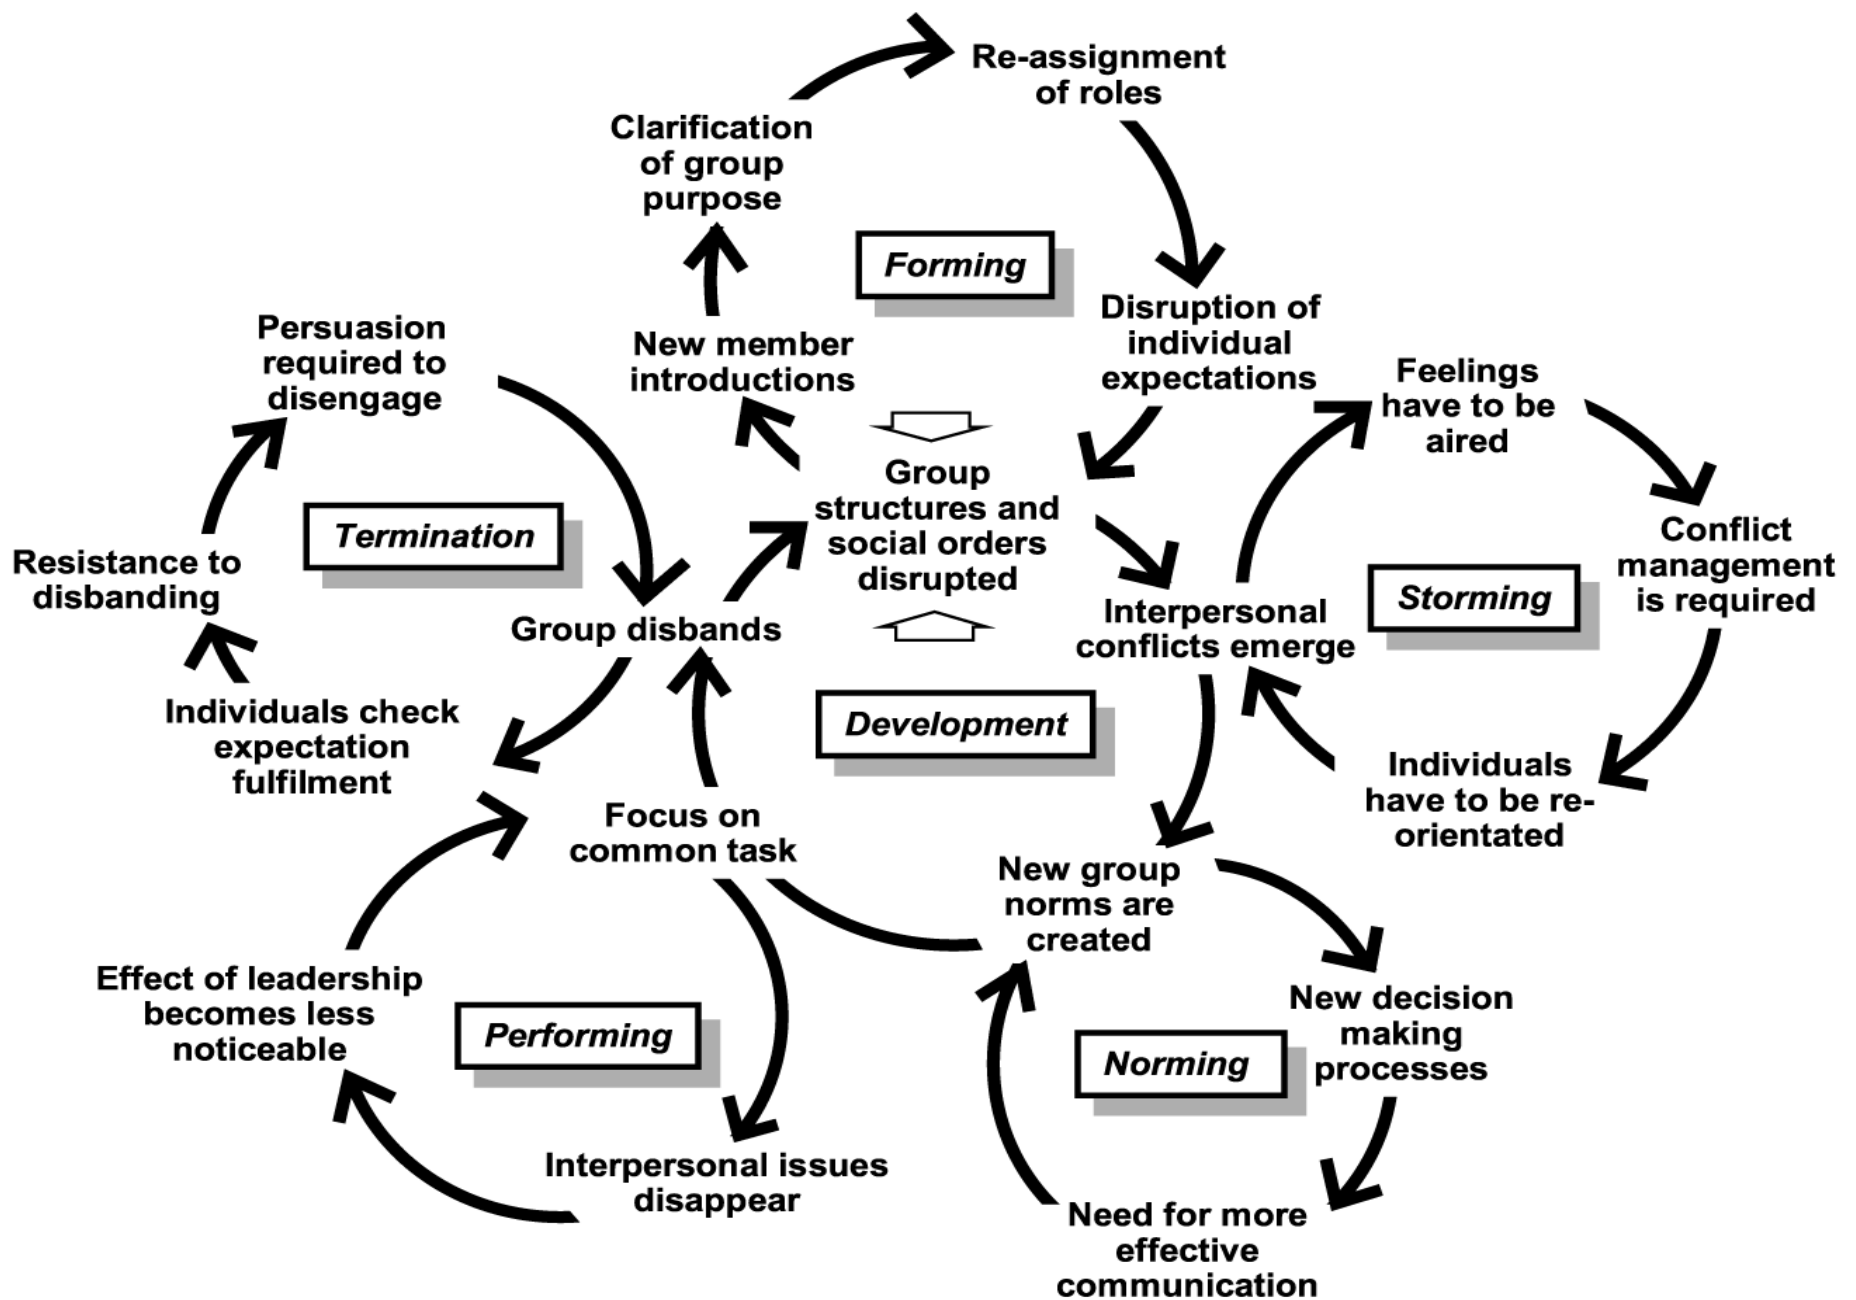 Re-assignment
of roles
Clarification
of group
purpose
Forming
Disruption of
individual
expectations
New member
introductions
Persuasion
required to
disengage
Feelings
have to be
aired
Group
structures and
social orders
disrupted
Termination
Conflict
management
is required
Resistance to
disbanding
Storming
Group disbands
Interpersonal
conflicts emerge
Individuals check
expectation
fulfilment
Development
Individuals
have to be re-
orientated
Focus on
common task
New group
norms are
created
Effect of leadership
becomes less
noticeable
Performing
New decision
making
processes
Norming
Interpersonal issues
disappear
Need for more
effective
communication